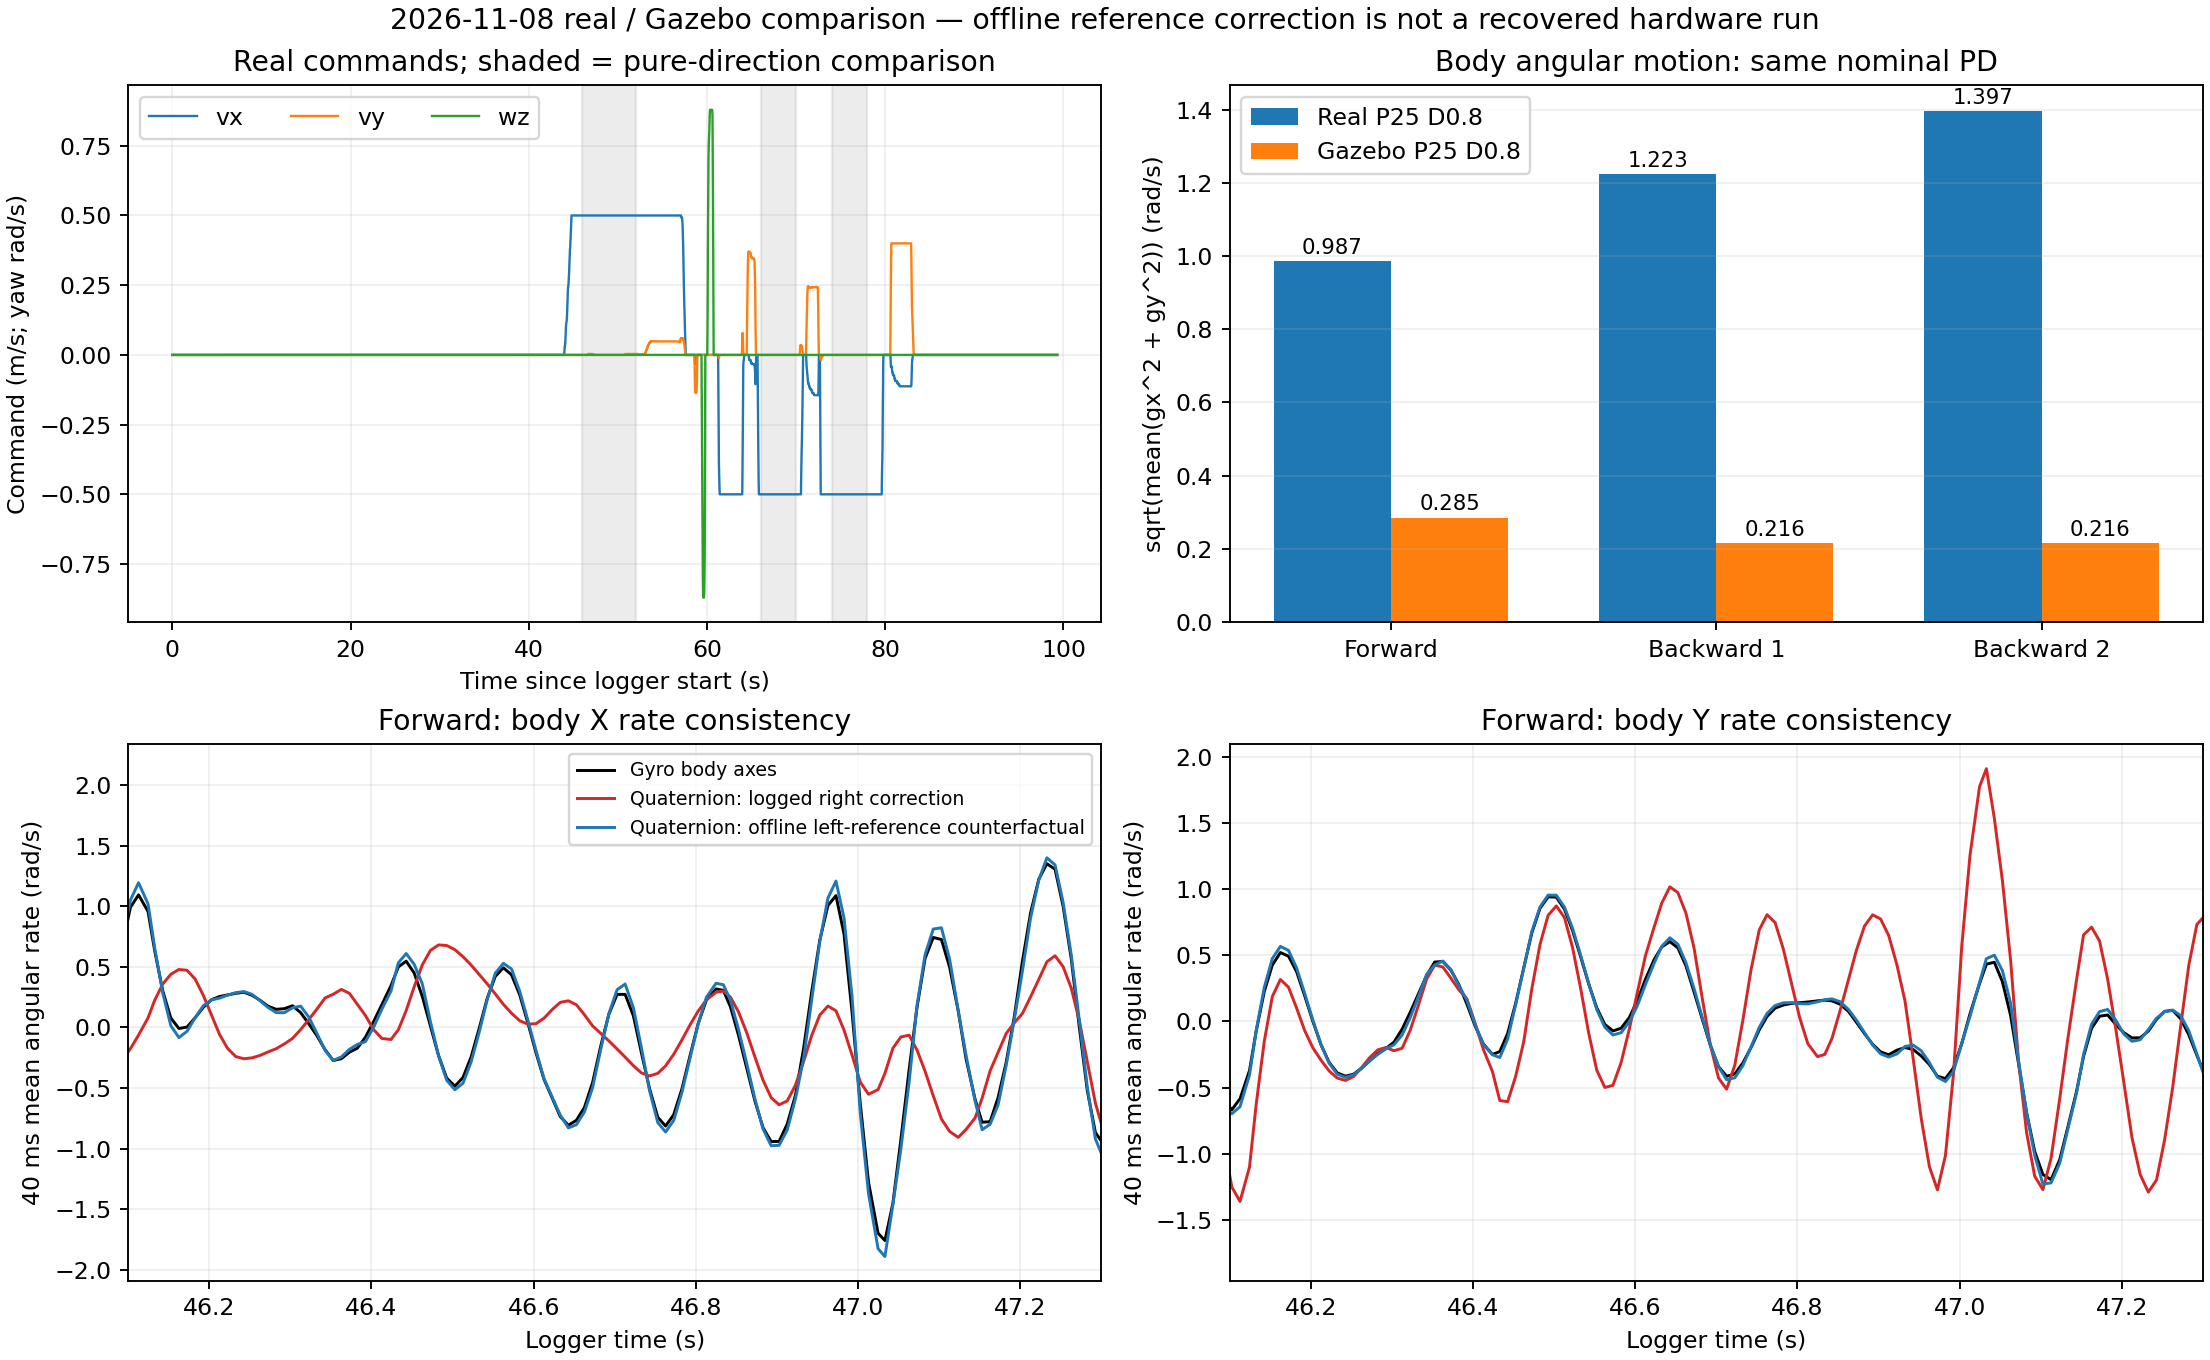 2026-11-08 real / Gazebo comparison — offline reference correction is not a recovered hardware run
Real commands; shaded = pure-direction comparison
vx vy wz
Command (m/s; yaw rad/s)
0.75
0.50
0.25
0.00
−0.25
−0.50
−0.75
0 20 40 60 80 100
Time since logger start (s)
Body angular motion: same nominal PD
Real P25 D0.8
Gazebo P25 D0.8
sqrt(mean(gx^2 + gy^2)) (rad/s)
1.4
1.2
1.0
0.8
0.6
0.4
0.2
0.0
0.987
0.285
1.223
0.216
1.397
0.216
Forward Backward 1 Backward 2
Forward: body X rate consistency
Gyro body axes
Quaternion: logged right correction
Quaternion: offline left-reference counterfactual
40 ms mean angular rate (rad/s)
2.0
1.5
1.0
0.5
0.0
−0.5
−1.0
−1.5
−2.0
46.2 46.4 46.6 46.8 47.0 47.2
Logger time (s)
Forward: body Y rate consistency
40 ms mean angular rate (rad/s)
2.0
1.5
1.0
0.5
0.0
−0.5
−1.0
−1.5
46.2 46.4 46.6 46.8 47.0 47.2
Logger time (s)